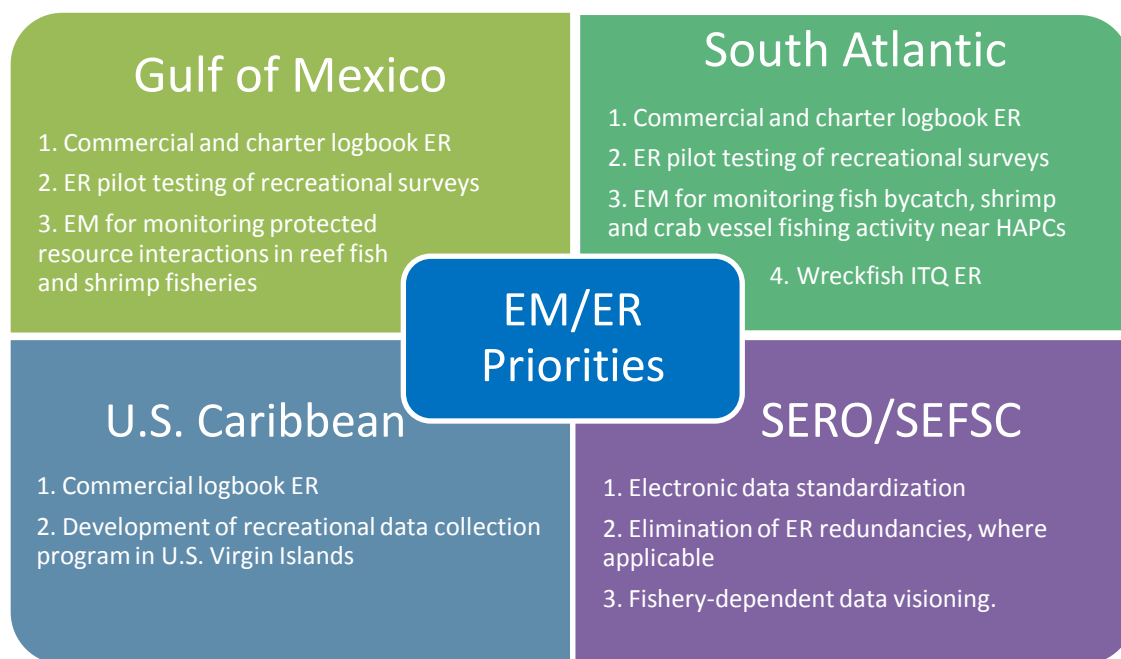 Gulf of Mexico
1. Commercial and charter logbook ER
2. ER pilot testing of recreational surveys
3. EM for monitoring protected
resource interactions in reef fish
and shrimp fisheries
South Atlantic
1. Commercial and charter logbook ER
2. ER pilot testing of recreational surveys
3. EM for monitoring fish bycatch, shrimp
and crab vessel fishing activity near HAPCs
4. Wreckfish ITQ ER
EM/ER
Priorities
U.S. Caribbean
1. Commercial logbook ER
2. Development of recreational data collection
program in U.S. Virgin Islands
SERO/SEFSC
1. Electronic data standardization
2. Elimination of ER redundancies, where
applicable
3. Fishery-dependent data visioning.